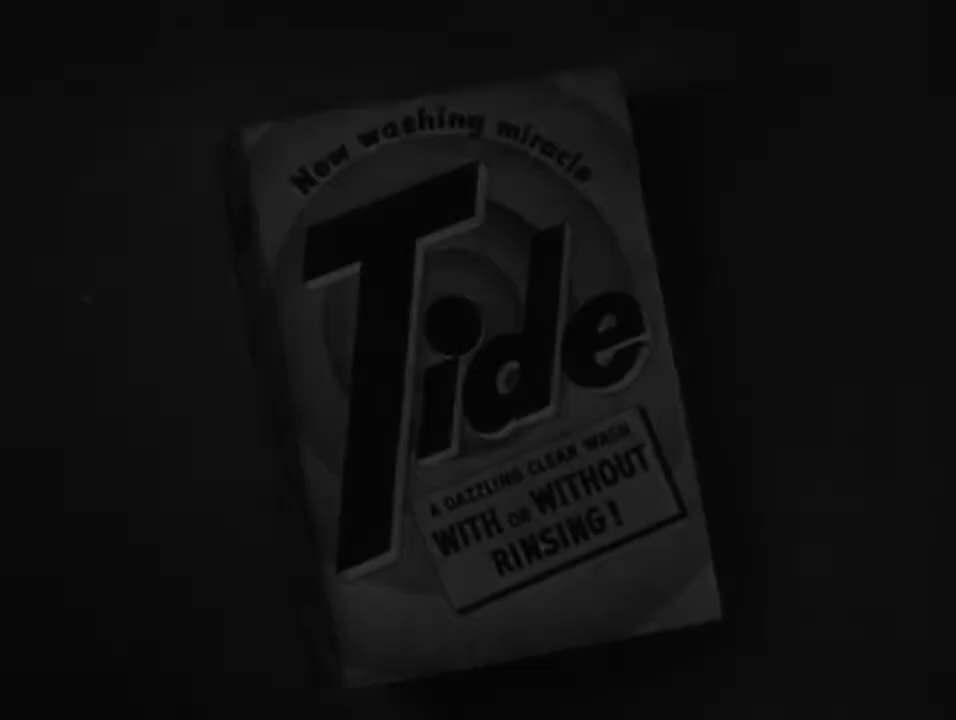 New washing miracle
Tide
A DAZZLING CLEAN WASH
WITH OR WITHOUT
RINSING!